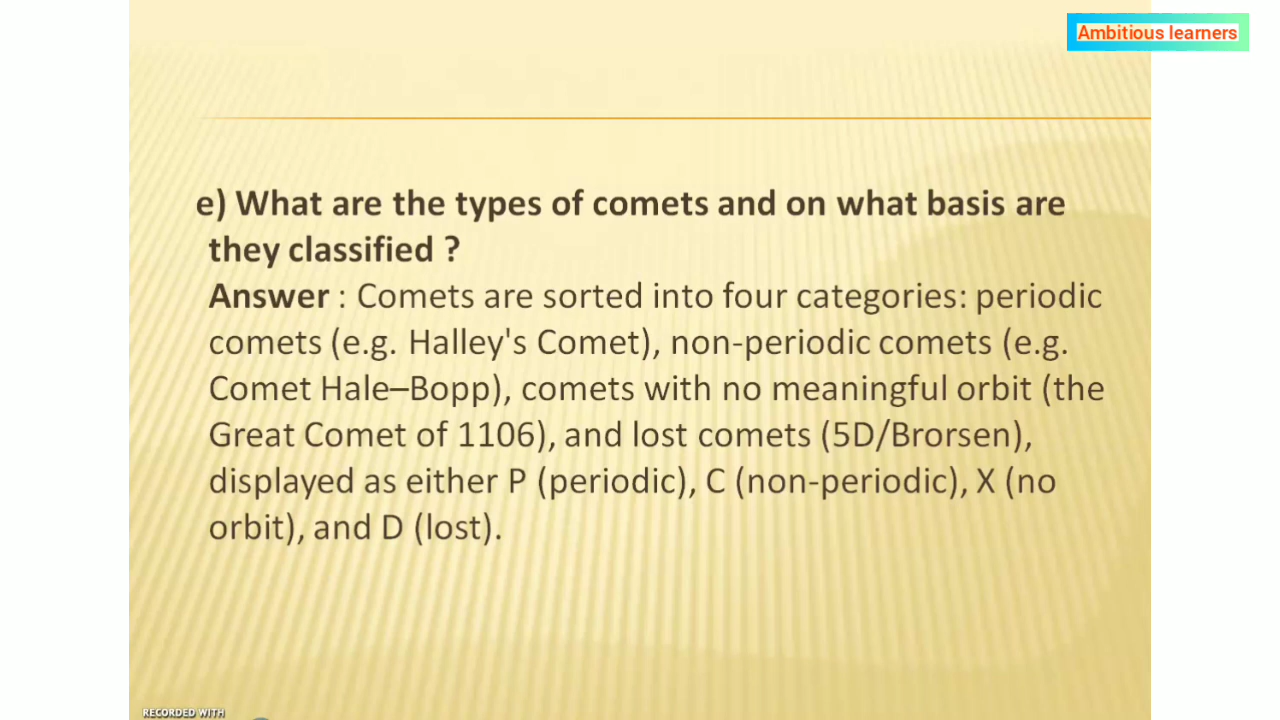 Ambitious learners
e) What are the types of comets and on what basis are
they classified ?
Answer : Comets are sorted into four categories: periodic
comets (e.g. Halley's Comet), non-periodic comets (e.g.
Comet Hale–Bopp), comets with no meaningful orbit (the
Great Comet of 1106), and lost comets (5D/Brorsen),
displayed as either P (periodic), C (non-periodic), X (no
orbit), and D (lost).
RECORDED WITH